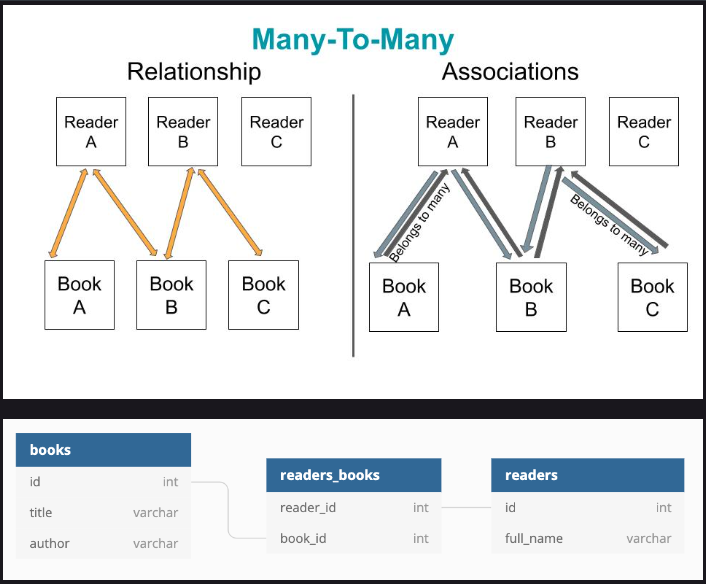 Many-To-Many
Relationship
Associations
Reader
A
Reader
B
Reader
C
Reader
A
Reader
B
Reader
C
Belongs to many
Belongs to many
Book
A
Book
B
Book
C
Book
A
Book
B
Book
C
books
id int
title varchar
author varchar
readers_books
reader_id int
book_id int
readers
id int
full_name varchar